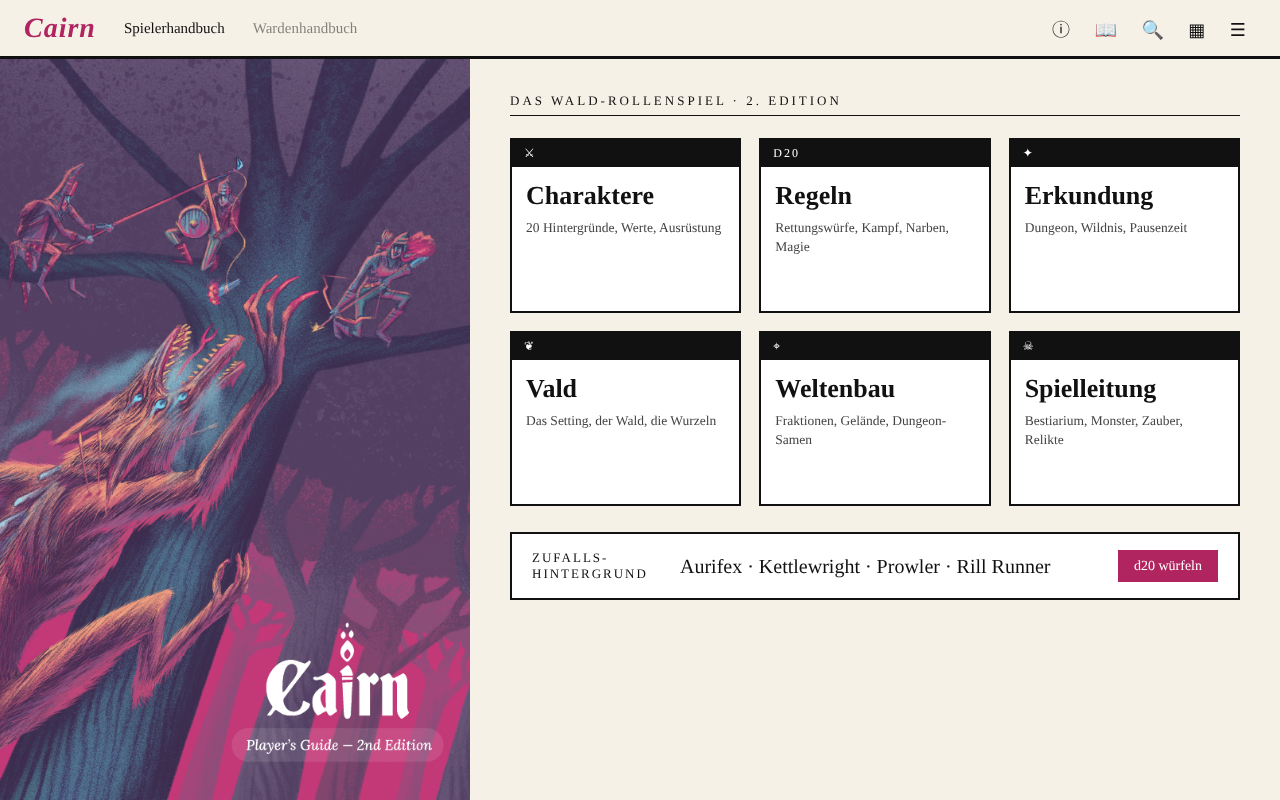 Cairn Spielerhandbuch Wardenhandbuch
DAS WALD-ROLLENSPIEL · 2. EDITION
D20
Charaktere
20 Hintergründe, Werte, Ausrüstung
Regeln
Rettungswürfe, Kampf, Narben,
Magie
Erkundung
Dungeon, Wildnis, Pausenzeit
Vald
Das Setting, der Wald, die Wurzeln
Weltenbau
Fraktionen, Gelände, Dungeon-
Samen
Spielleitung
Bestiarium, Monster, Zauber,
Relikte
ZUFALLS-
HINTERGRUND
Aurifex · Kettlewright · Prowler · Rill Runner
d20 würfeln
Cairn
Player's Guide — 2nd Edition